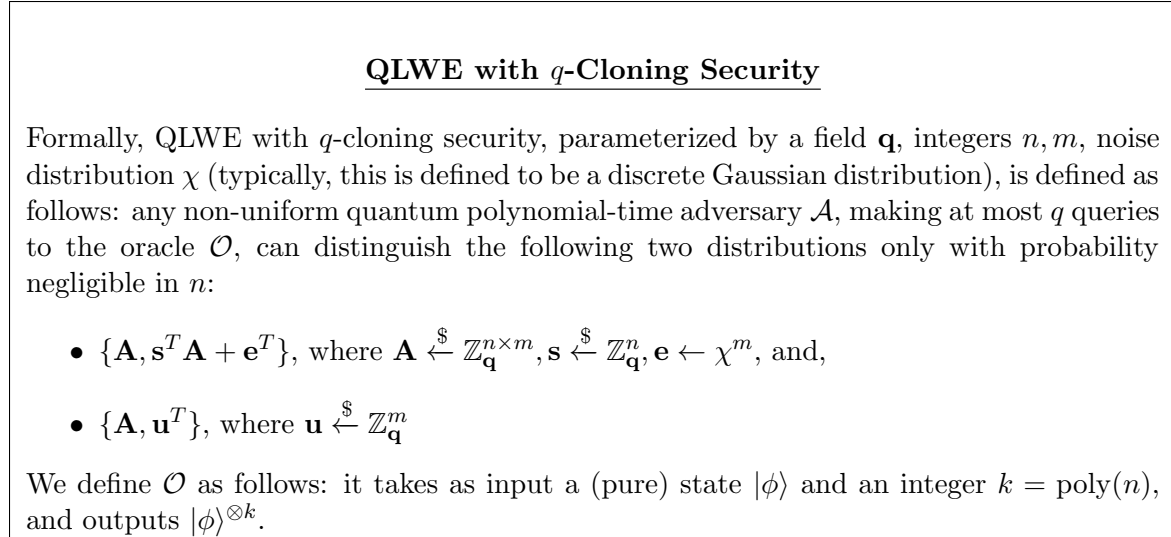 QLWE with q-Cloning Security
Formally, QLWE with q-cloning security, parameterized by a field q, integers n, m, noise
distribution χ (typically, this is defined to be a discrete Gaussian distribution), is defined as
follows: any non-uniform quantum polynomial-time adversary 𝒜, making at most q queries
to the oracle 𝒪, can distinguish the following two distributions only with probability
negligible in n:
• {A, s^T A + e^T}, where A ←$ ℤ_q^{n×m}, s ←$ ℤ_q^n, e ← χ^m, and,
• {A, u^T}, where u ←$ ℤ_q^m
We define 𝒪 as follows: it takes as input a (pure) state |ϕ⟩ and an integer k = poly(n),
and outputs |ϕ⟩^{⊗k}.